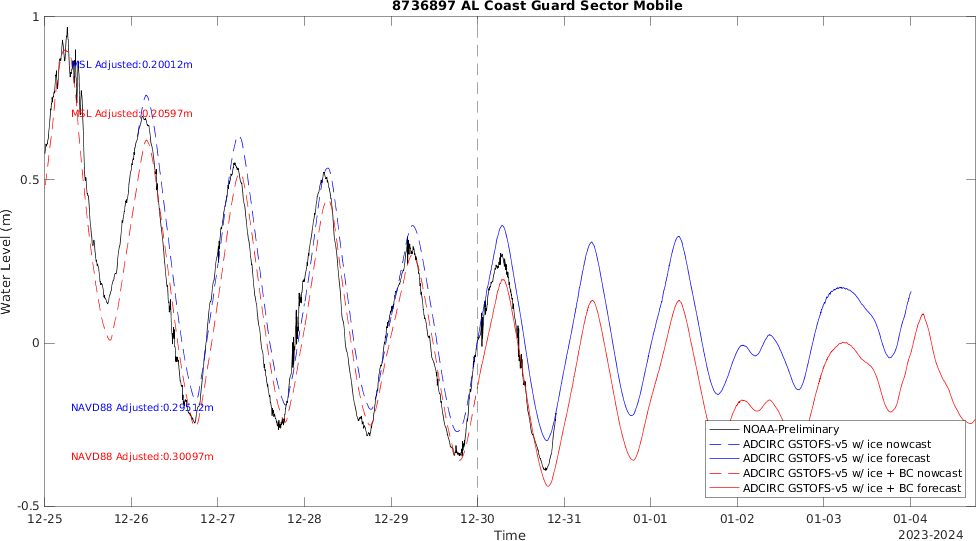 8736897 AL Coast Guard Sector Mobile
Water Level (m)
1
0.5
0
-0.5
MSL Adjusted:0.20012m
MSL Adjusted:0.20597m
NAVD88 Adjusted:0.29512m
NAVD88 Adjusted:0.30097m
NOAA-Preliminary
ADCIRC GSTOFS-v5 w/ ice nowcast
ADCIRC GSTOFS-v5 w/ ice forecast
ADCIRC GSTOFS-v5 w/ ice + BC nowcast
ADCIRC GSTOFS-v5 w/ ice + BC forecast
12-25 12-26 12-27 12-28 12-29 12-30 12-31 01-01 01-02 01-03 01-04
Time
2023-2024